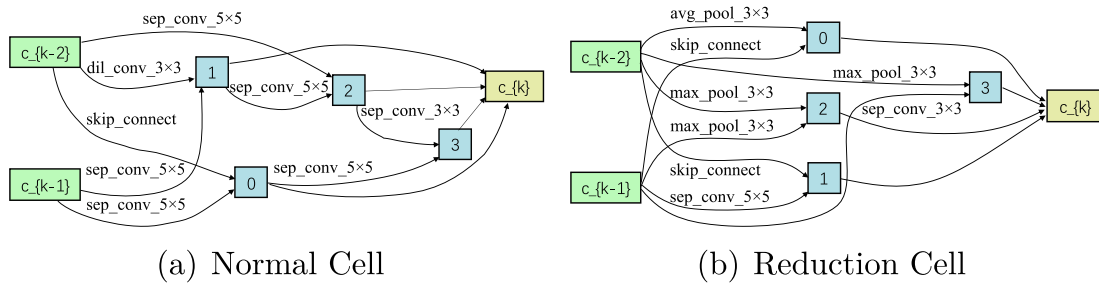 sep_conv_5×5
c_{k-2}
dil_conv_3×3
1
sep_conv_5×5
2
c_{k}
sep_conv_3×3
skip_connect
3
sep_conv_5×5
c_{k-1}
sep_conv_5×5
0
sep_conv_5×5
(a) Normal Cell
avg_pool_3×3
0
skip_connect
c_{k-2}
max_pool_3×3
3
max_pool_3×3
2
sep_conv_3×3
c_{k}
max_pool_3×3
skip_connect
1
c_{k-1}
sep_conv_5×5
(b) Reduction Cell